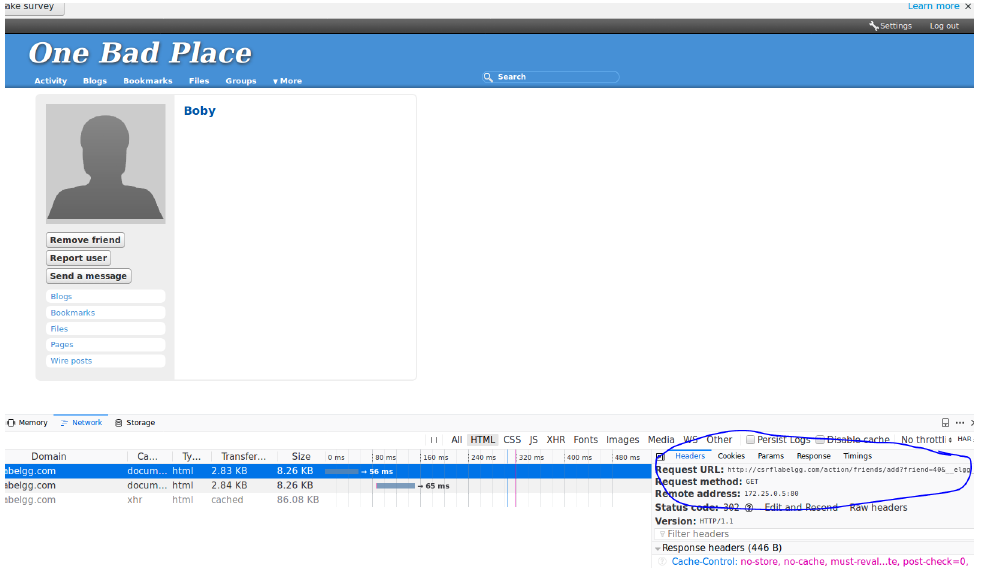 ake survey
Learn more ×
Settings Log out
One Bad Place
Activity Blogs Bookmarks Files Groups ▾ More
Search
Boby
Remove friend
Report user
Send a message
Blogs
Bookmarks
Files
Pages
Wire posts
Memory Network Storage
All HTML CSS JS XHR Fonts Images Media WS Other Persist Logs Disable cache No throttl HAR
Domain Ca... Ty... Transfer... Size 0 ms 80 ms 160 ms 240 ms 320 ms 400 ms 480 ms
abelgg.com docum... html 2.83 KB 8.26 KB → 56 ms
abelgg.com docum... html 2.84 KB 8.26 KB → 65 ms
abelgg.com xhr html cached 86.08 KB
Headers Cookies Params Response Timings
Request URL: http://csrflabelgg.com/action/friends/add?friend=40&__elgg
Request method: GET
Remote address: 172.25.0.5:80
Status code: 302 Edit and Resend Raw headers
Version: HTTP/1.1
Filter headers
Response headers (446 B)
Cache-Control: no-store, no-cache, must-reval...te, post-check=0,